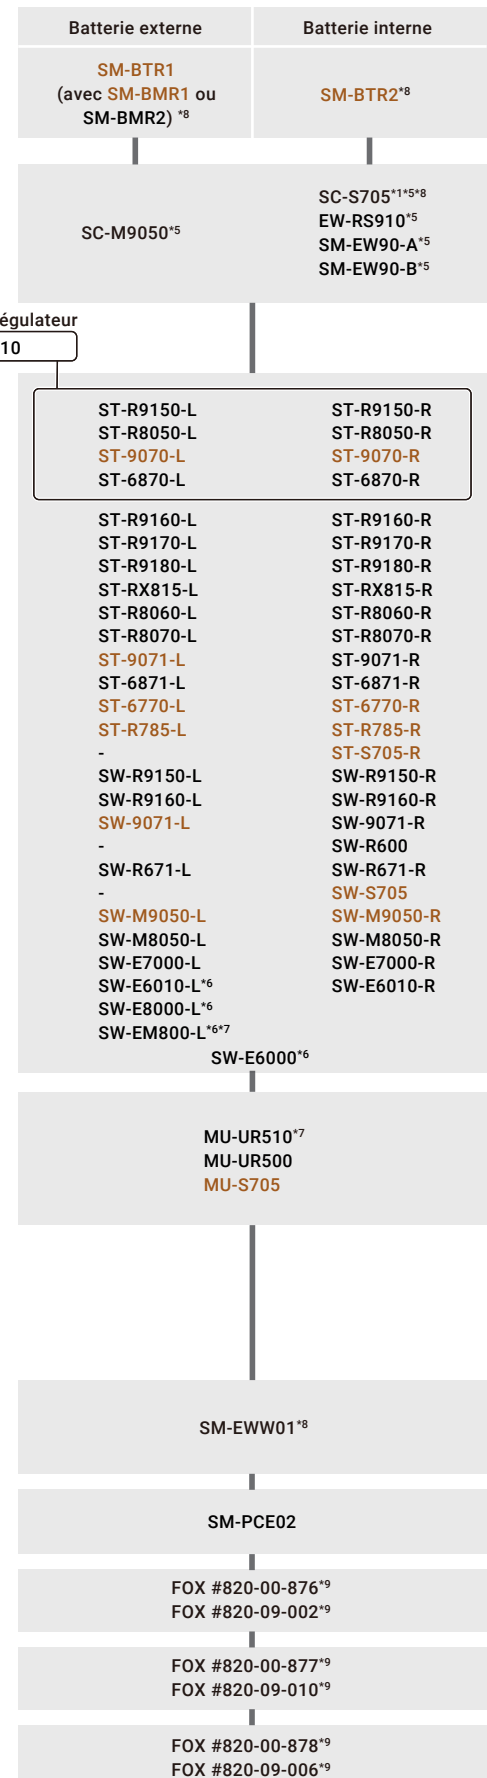 Batterie externe Batterie interne
SM-BTR1
(avec SM-BMR1 ou
SM-BMR2) *8
SM-BTR2*8
SC-M9050*5
SC-S705*1*5*8
EW-RS910*5
SM-EW90-A*5
SM-EW90-B*5
égulateur
10
ST-R9150-L ST-R9150-R
ST-R8050-L ST-R8050-R
ST-9070-L ST-9070-R
ST-6870-L ST-6870-R
ST-R9160-L ST-R9160-R
ST-R9170-L ST-R9170-R
ST-R9180-L ST-R9180-R
ST-RX815-L ST-RX815-R
ST-R8060-L ST-R8060-R
ST-R8070-L ST-R8070-R
ST-9071-L ST-9071-R
ST-6871-L ST-6871-R
ST-6770-L ST-6770-R
ST-R785-L ST-R785-R
- ST-S705-R
SW-R9150-L SW-R9150-R
SW-R9160-L SW-R9160-R
SW-9071-L SW-9071-R
- SW-R600
SW-R671-L SW-R671-R
- SW-S705
SW-M9050-L SW-M9050-R
SW-M8050-L SW-M8050-R
SW-E7000-L SW-E7000-R
SW-E6010-L*6 SW-E6010-R
SW-E8000-L*6
SW-EM800-L*6*7
SW-E6000*6
MU-UR510*7
MU-UR500
MU-S705
SM-EWW01*8
SM-PCE02
FOX #820-00-876*9
FOX #820-09-002*9
FOX #820-00-877*9
FOX #820-09-010*9
FOX #820-00-878*9
FOX #820-09-006*9